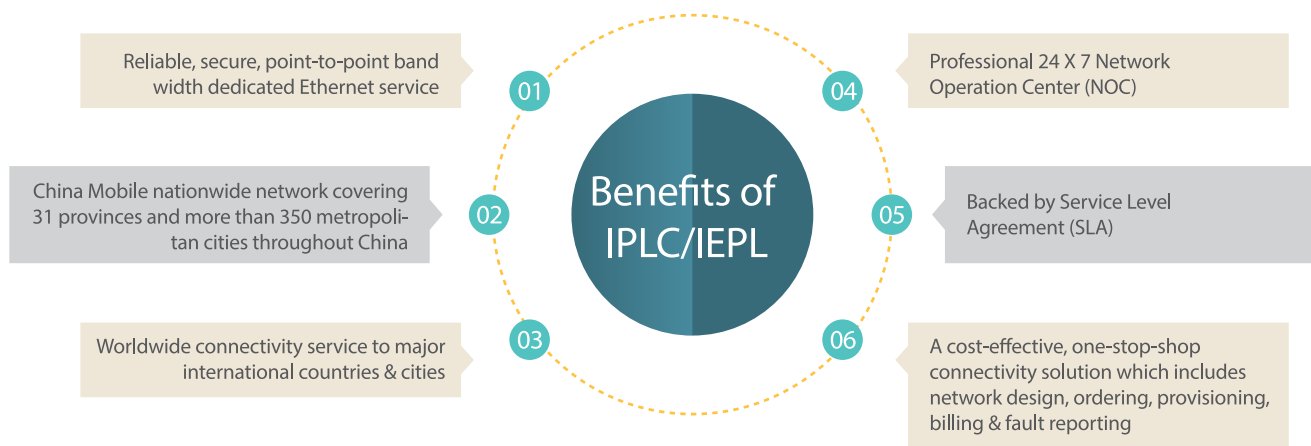 Reliable, secure, point-to-point band
width dedicated Ethernet service
01
China Mobile nationwide network covering
31 provinces and more than 350 metropoli-
tan cities throughout China
02
Worldwide connectivity service to major
international countries & cities
03
Benefits of
IPLC/IEPL
04
Professional 24 X 7 Network
Operation Center (NOC)
05
Backed by Service Level
Agreement (SLA)
06
A cost-effective, one-stop-shop
connectivity solution which includes
network design, ordering, provisioning,
billing & fault reporting